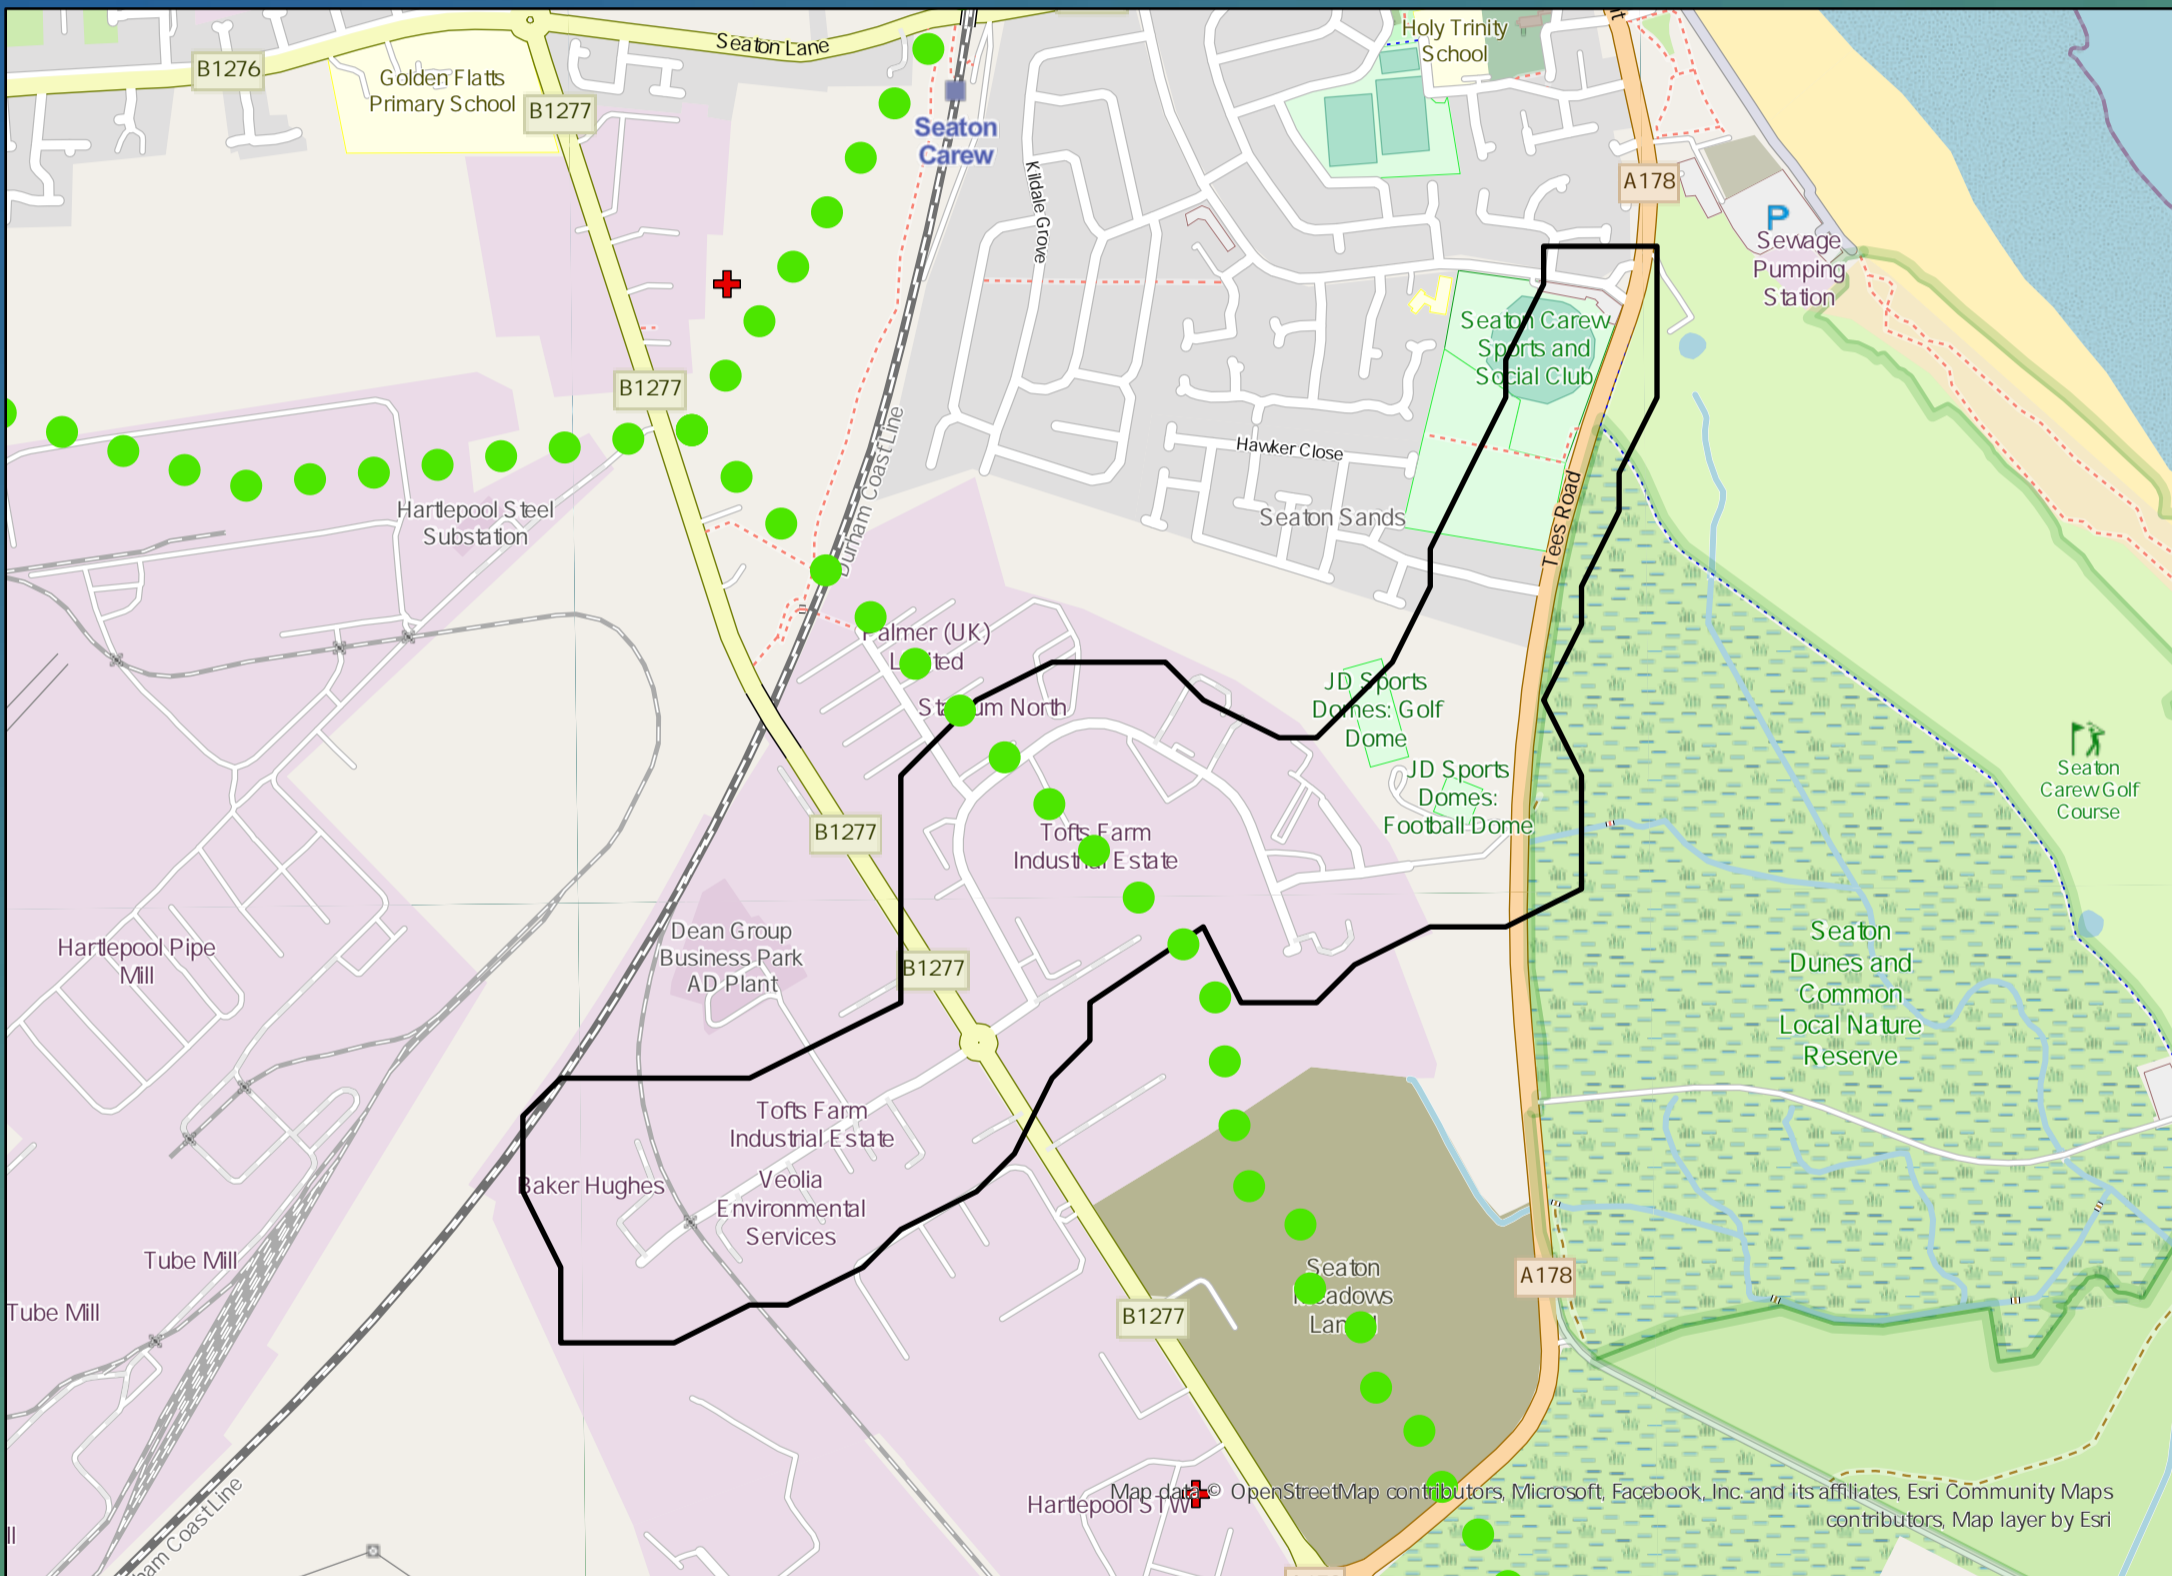 Seaton Lane
Holy Trinity
School
B1276
Golden Flatts
Primary School
B1277
Seaton
Carew
Kildale Grove
A178
P
Sewage
Pumping
Station
Seaton Carew
Sports and
Social Club
B1277
Durham Coast Line
Hawker Close
Hartlepool Steel
Substation
Seaton Sands
Tees Road
Palmer (UK)
Limited
JD Sports
Domes: Golf
Dome
North
JD Sports
Domes:
Football Dome
Seaton
Carew Golf
Course
B1277
Tofts Farm
Industrial Estate
Dean Group
Business Park
AD Plant
Hartlepool Pipe
Mill
B1277
Seaton
Dunes and
Common
Local Nature
Reserve
Tofts Farm
Industrial Estate
Baker Hughes
Veolia
Environmental
Services
Tube Mill
Seaton
Meadows
A178
Tube Mill
B1277
Hartlepool STW
Map data © OpenStreetMap contributors, Microsoft, Facebook, Inc. and its affiliates, Esri Community Maps
contributors, Map layer by Esri
Coast Line